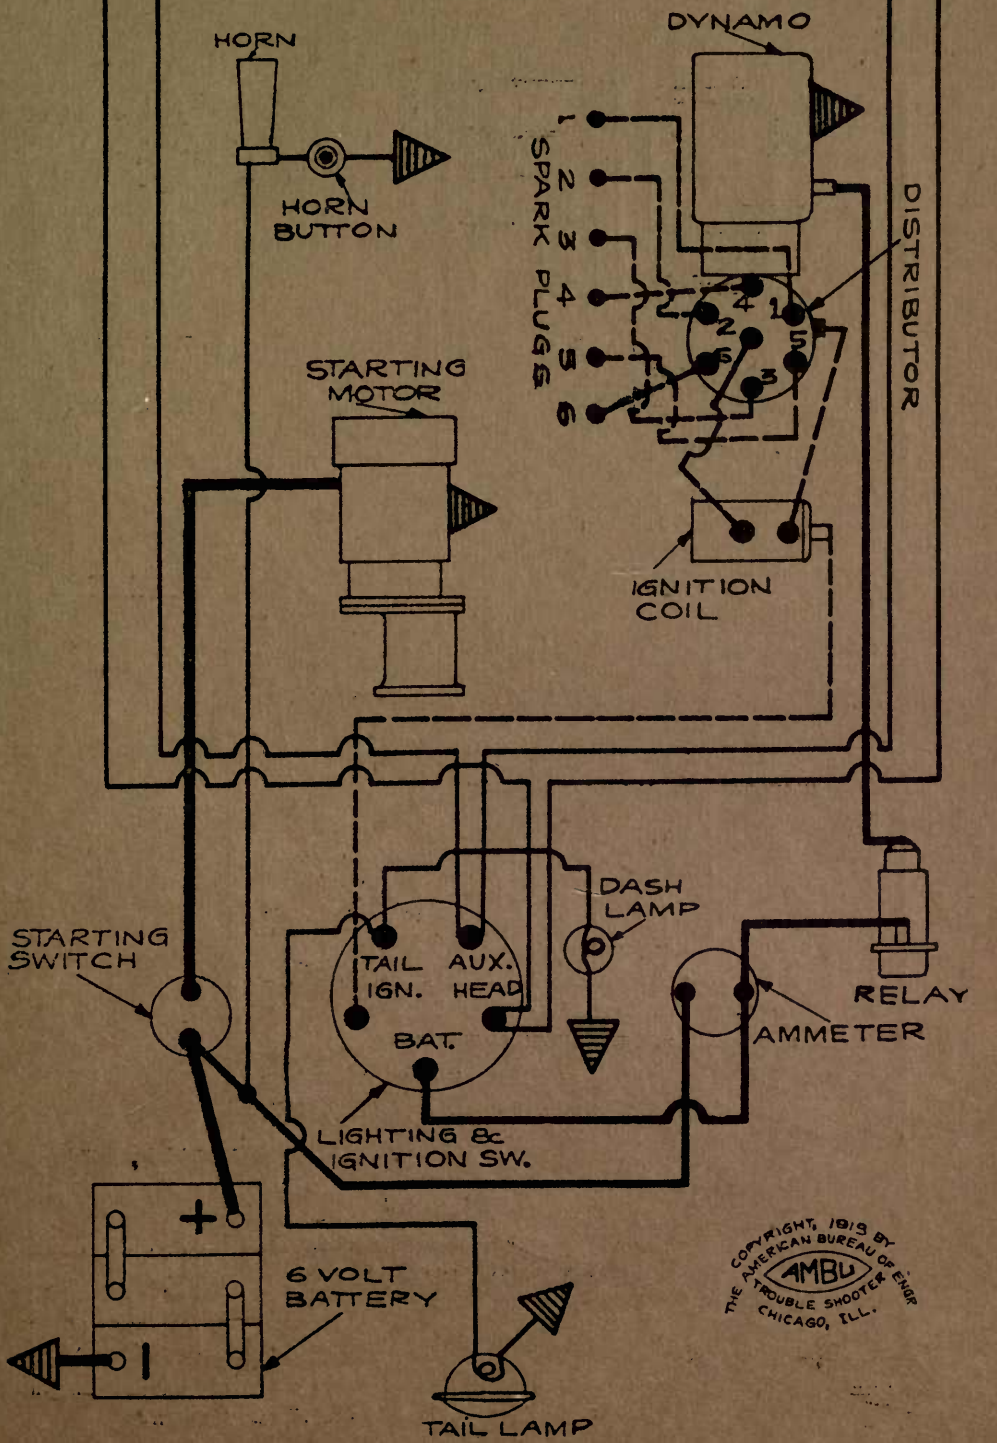 HORN
DYNAMO
HORN
BUTTON
1
2
3
4
5
6
SPARK PLUGS
DISTRIBUTOR
4
1
2
5
6
3
STARTING
MOTOR
IGNITION
COIL
DASH
LAMP
STARTING
SWITCH
TAIL AUX.
IGN. HEAD
BAT.
RELAY
AMMETER
LIGHTING &
IGNITION SW.
+
6 VOLT
BATTERY
-
COPYRIGHT, 1919 BY
THE AMERICAN BUREAU OF ENGR
AMBU
TROUBLE SHOOTER
CHICAGO, ILL.
TAIL LAMP